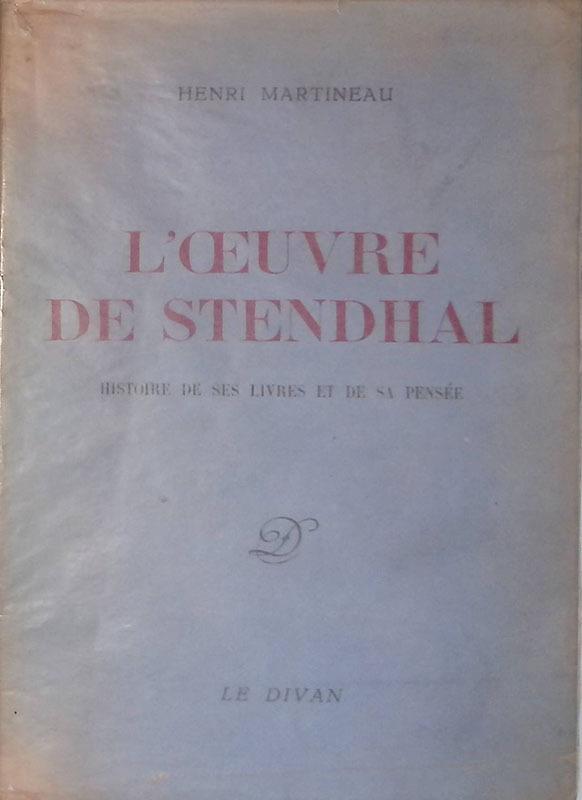 HENRI MARTINEAU
L'ŒUVRE
DE STENDHAL
HISTOIRE DE SES LIVRES ET DE SA PENSÉE
D
LE DIVAN